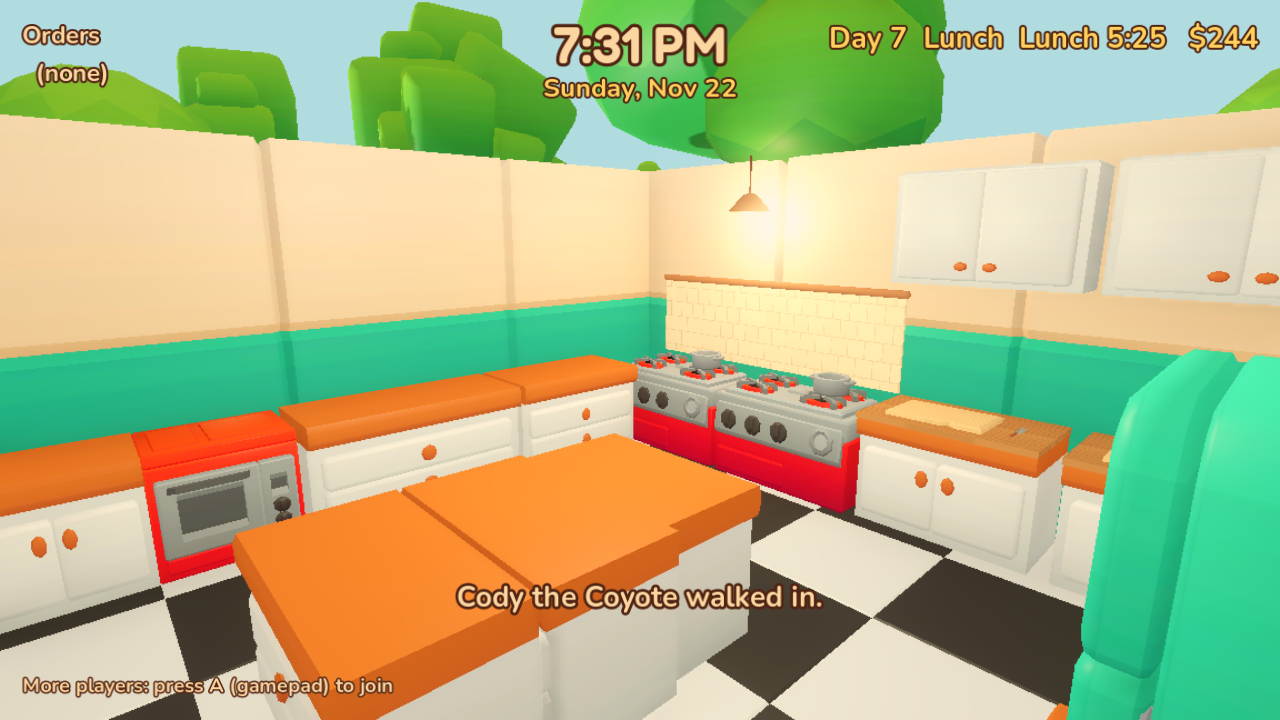 Orders
(none)
7:31 PM
Sunday, Nov 22
Day 7 Lunch Lunch 5:25 $244
Cody the Coyote walked in.
More players: press A (gamepad) to join